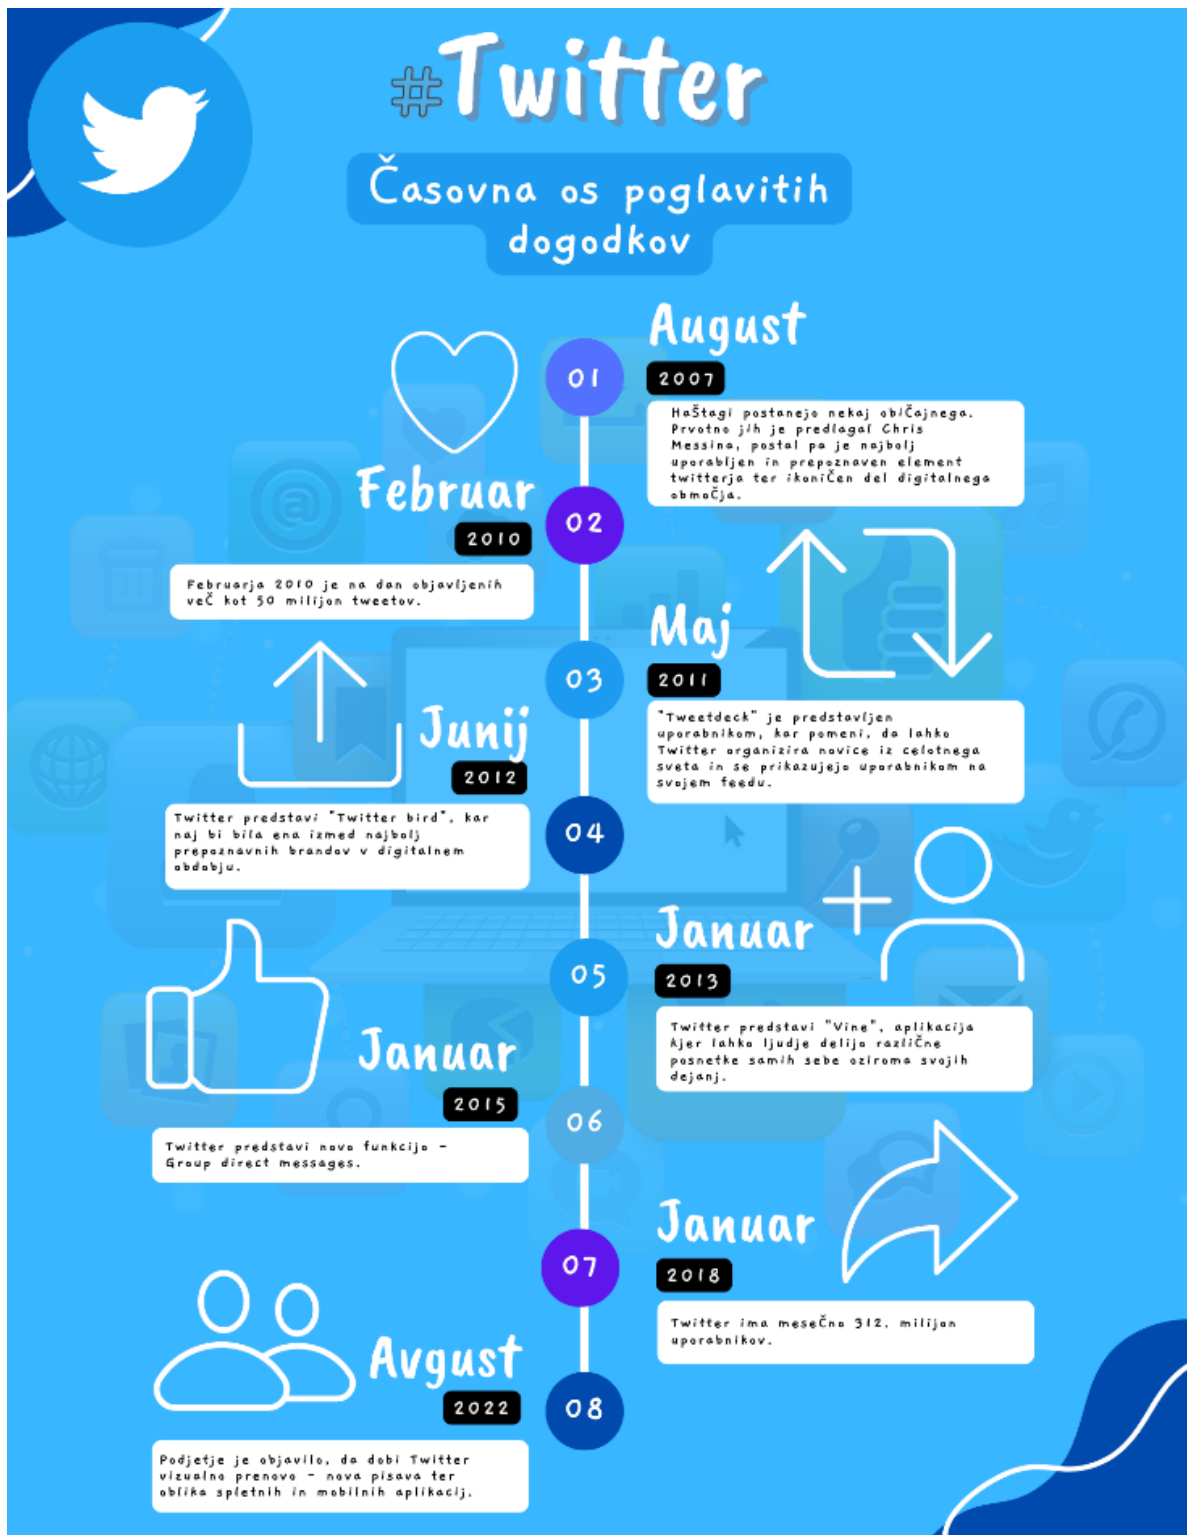 #Twitter
Časovna os poglavitih
dogodkov
01
August
2007
Haštagi postanejo nekaj običajnega.
Prvotno jih je predlagal Chris
Messina, postal pa je najbolj
uporabljen in prepoznaven element
twitterja ter ikoničen del digitalnega
območja.
02
Februar
2010
Februarja 2010 je na dan objavljenih
več kot 50 milijon tweetov.
03
Maj
2011
"Tweetdeck" je predstavljen
uporabnikom, kar pomeni, da lahko
Twitter organizira novice iz celotnega
sveta in se prikazujejo uporabnikom na
svojem feedu.
04
Junij
2012
Twitter predstavi "Twitter bird", kar
naj bi bila ena izmed najbolj
prepoznavnih brandov v digitalnem
obdobju.
05
Januar
2013
Twitter predstavi "Vine", aplikacija
kjer lahko ljudje delijo različne
posnetke samih sebe oziroma svojih
dejanj.
06
Januar
2015
Twitter predstavi novo funkcijo -
Group direct messages.
07
Januar
2018
Twitter ima mesečno 312. milijon
uporabnikov.
08
Avgust
2022
Podjetje je objavilo, da dobi Twitter
vizualno prenovo - nova pisava ter
oblika spletnih in mobilnih aplikacij.